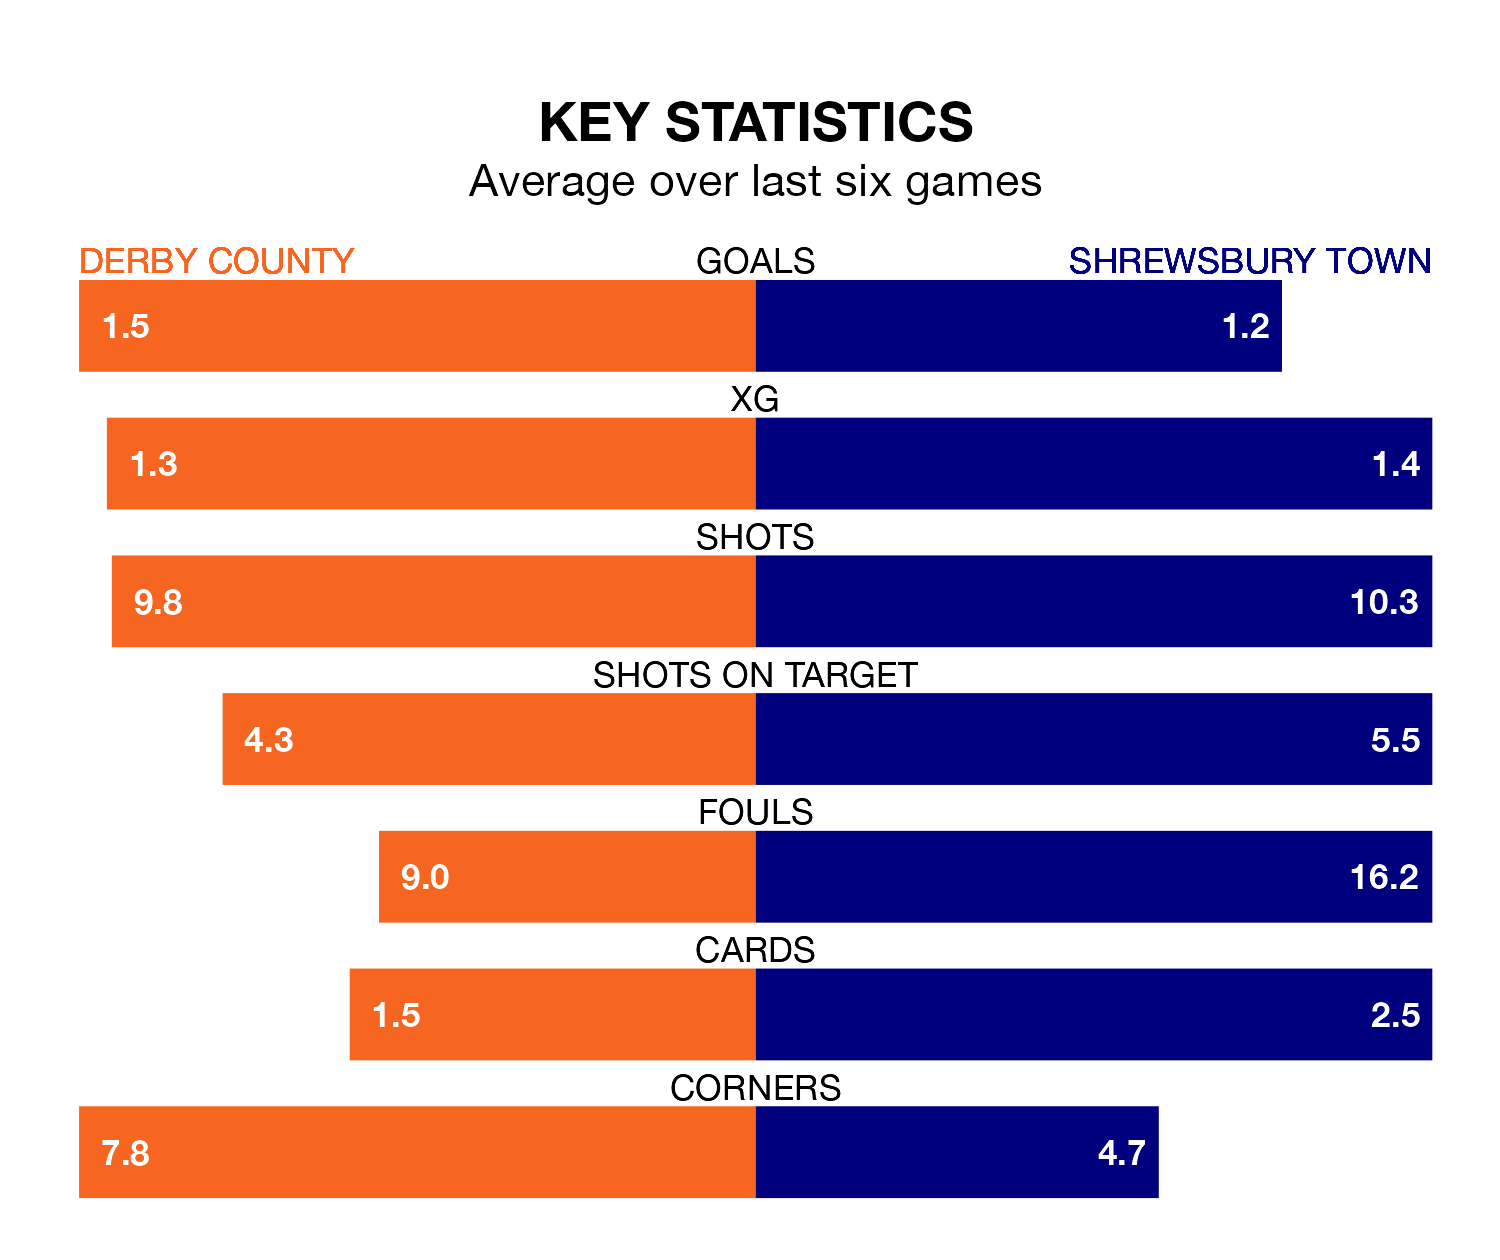 KEY STATISTICS
Average over last six games
DERBY COUNTY GOALS SHREWSBURY TOWN
1.5 1.2
XG
1.3 1.4
SHOTS
9.8 10.3
SHOTS ON TARGET
4.3 5.5
FOULS
9.0 16.2
CARDS
1.5 2.5
CORNERS
7.8 4.7